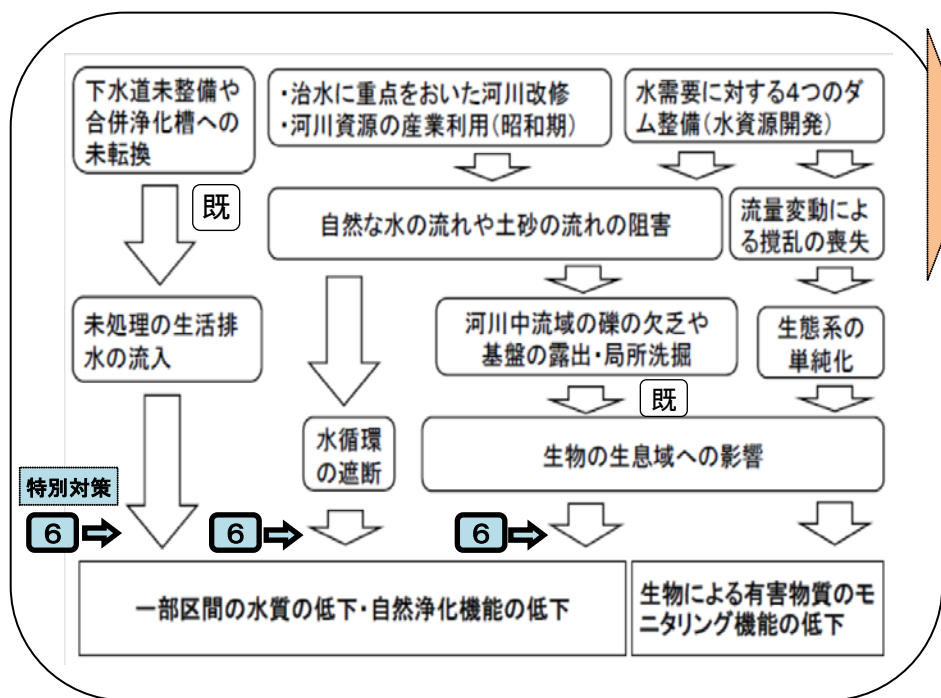 下水道未整備や
合併浄化槽への
未転換
・治水に重点をおいた河川改修
・河川資源の産業利用(昭和期)
水需要に対する4つのダ
ム整備(水資源開発)
既
自然な水の流れや土砂の流れの阻害
流量変動によ
る撹乱の喪失
未処理の生活排
水の流入
河川中流域の礫の欠乏や
基盤の露出・局所洗掘
生態系の
単純化
既
水循環
の遮断
生物の生息域への影響
特別対策
6
6
6
一部区間の水質の低下・自然浄化機能の低下
生物による有害物質のモ
ニタリング機能の低下